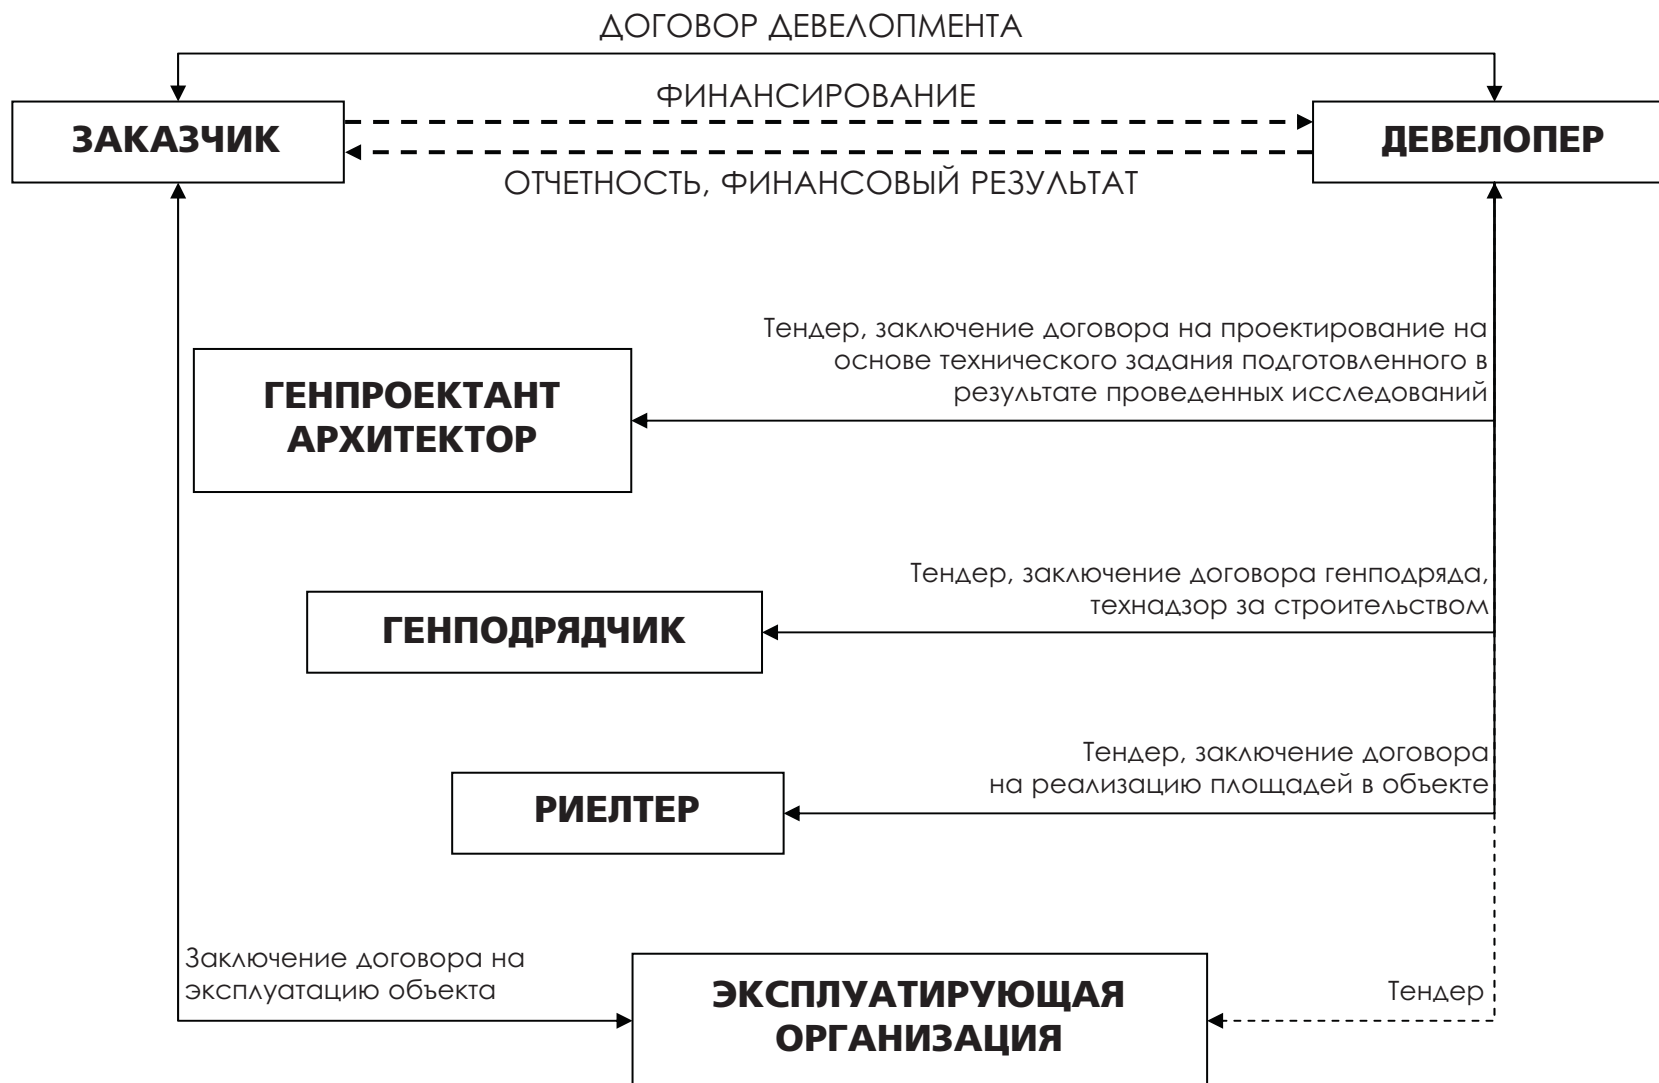 ДОГОВОР ДЕВЕЛОПМЕНТА
ФИНАНСИРОВАНИЕ
ЗАКАЗЧИК
ДЕВЕЛОПЕР
ОТЧЕТНОСТЬ, ФИНАНСОВЫЙ РЕЗУЛЬТАТ
Тендер, заключение договора на проектирование на
основе технического задания подготовленного в
результате проведенных исследований
ГЕНПРОЕКТАНТ
АРХИТЕКТОР
Тендер, заключение договора генподряда,
технадзор за строительством
ГЕНПОДРЯДЧИК
Тендер, заключение договора
на реализацию площадей в объекте
РИЕЛТЕР
Заключение договора на
эксплуатацию объекта
ЭКСПЛУАТИРУЮЩАЯ
ОРГАНИЗАЦИЯ
Тендер